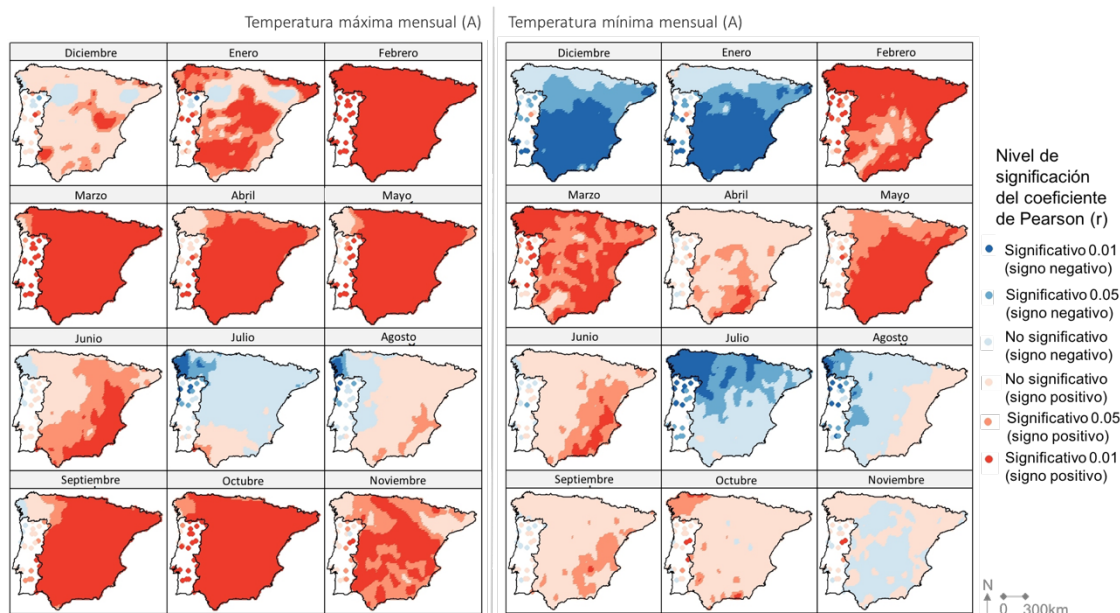 Temperatura máxima mensual (A)
Temperatura mínima mensual (A)
Diciembre
Enero
Febrero
Diciembre
Enero
Febrero
Marzo
Abril
Mayo
Marzo
Abril
Mayo
Junio
Julio
Agosto
Junio
Julio
Agosto
Septiembre
Octubre
Noviembre
Septiembre
Octubre
Noviembre
Nivel de
significación
del coeficiente
de Pearson (r)
Significativo 0.01
(signo negativo)
Significativo 0.05
(signo negativo)
No significativo
(signo negativo)
No significativo
(signo positivo)
Significativo 0.05
(signo positivo)
Significativo 0.01
(signo positivo)
N
0 300km